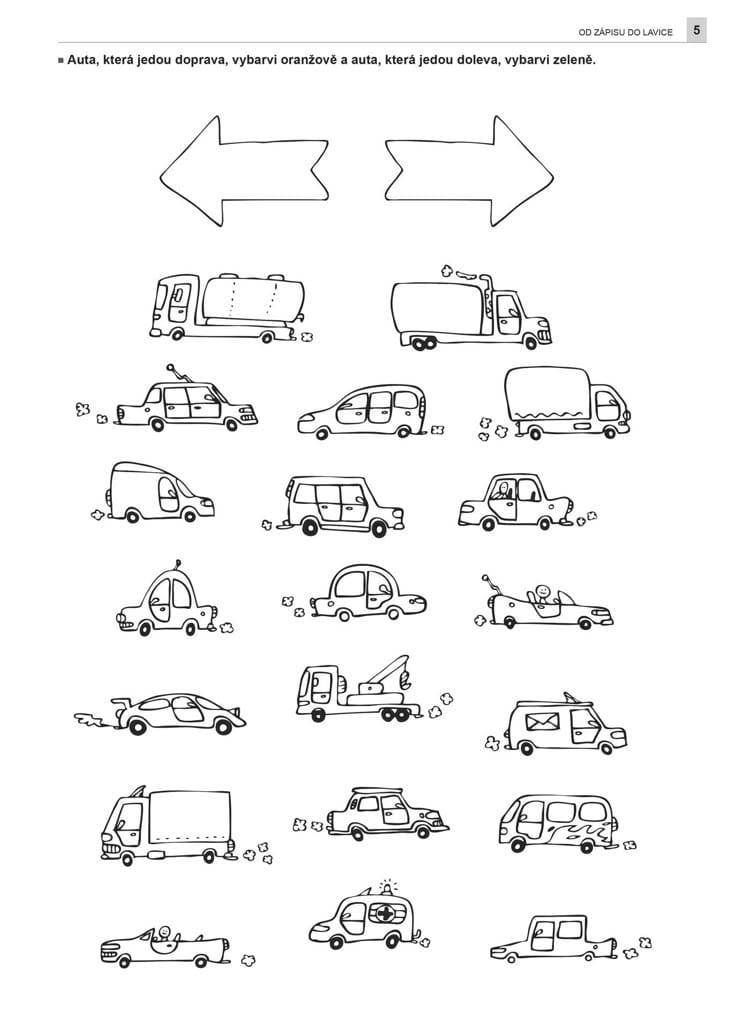 OD ZÁPISU DO LAVICE 5
Auta, která jedou doprava, vybarvi oranžově a auta, která jedou doleva, vybarvi zeleně.